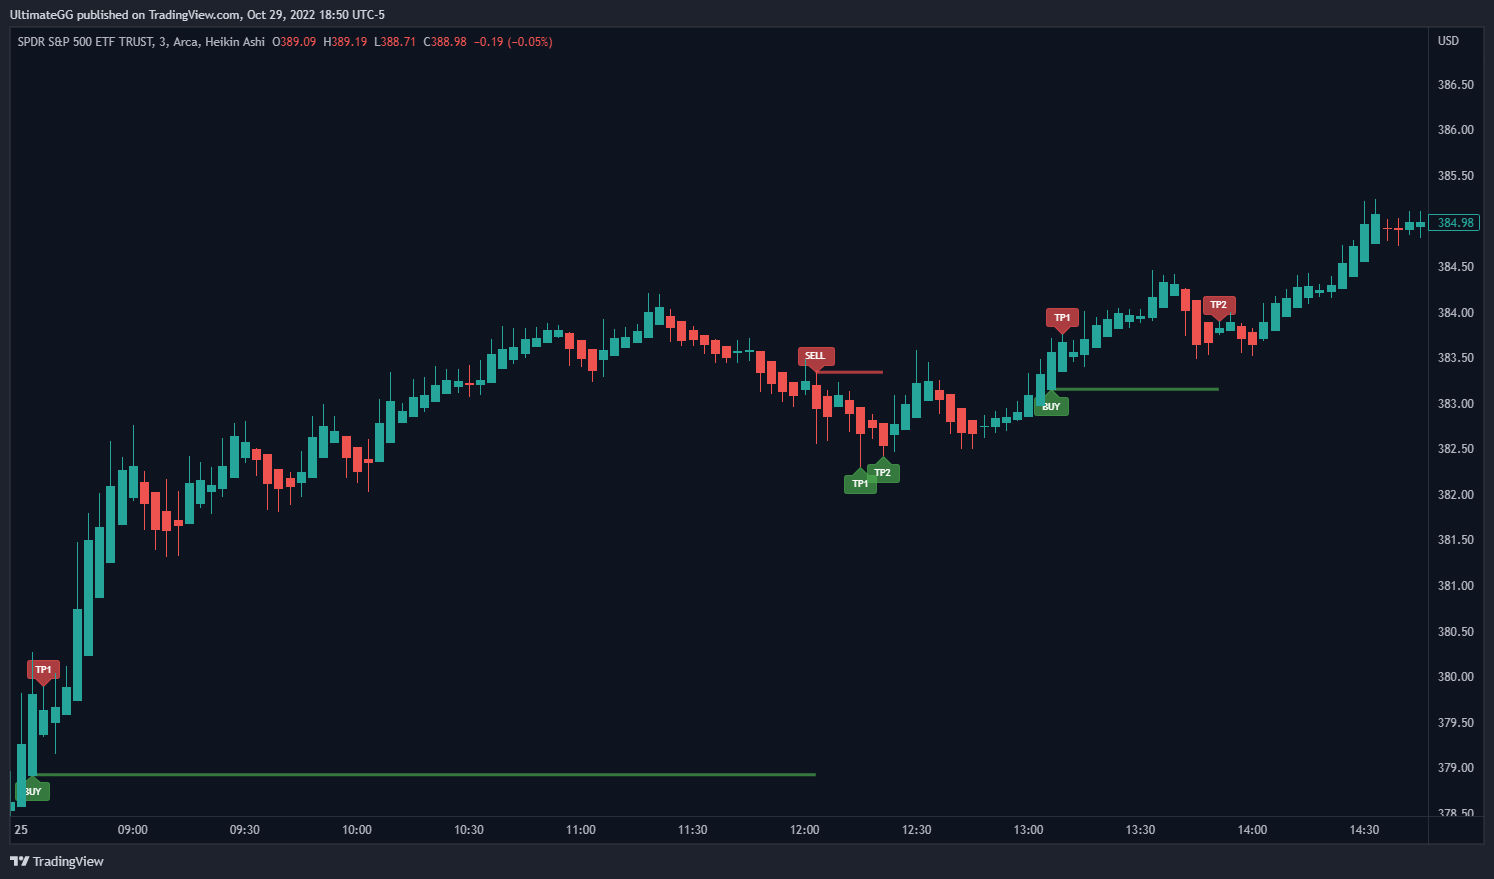 UltimateGG published on TradingView.com, Oct 29, 2022 18:50 UTC-5
SPDR S&P 500 ETF TRUST, 3, Arca, Heikin Ashi O389.09 H389.19 L388.71 C388.98 −0.19 (−0.05%)
USD
386.50
386.00
385.50
384.98
384.50
384.00
383.50
383.00
382.50
382.00
381.50
381.00
380.50
380.00
379.50
379.00
378.50
TP1
BUY
SELL
TP1
TP2
TP1
BUY
TP2
25 09:00 09:30 10:00 10:30 11:00 11:30 12:00 12:30 13:00 13:30 14:00 14:30
TradingView